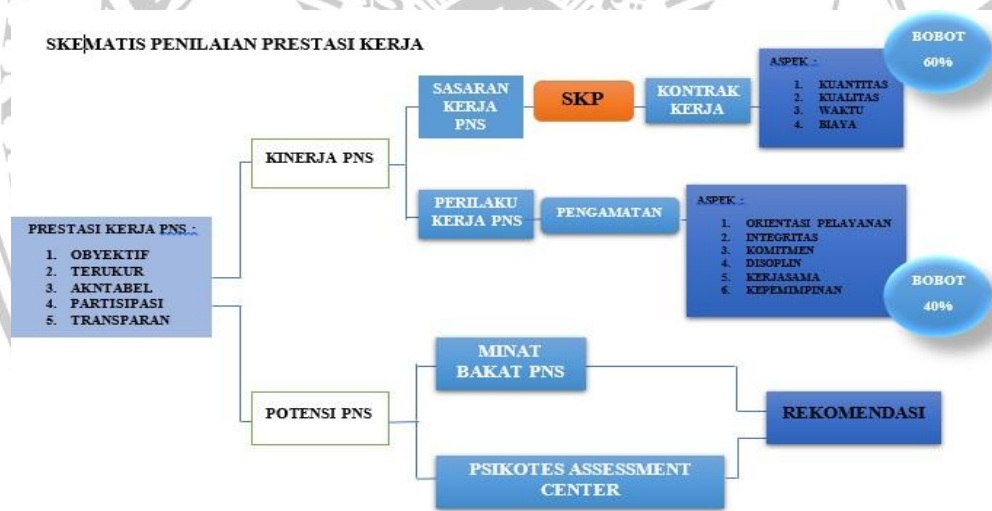 SKEMATIS PENILAIAN PRESTASI KERJA
BOBOT
60%
SASARAN
KERJA
PNS
SKP
KONTRAK
KERJA
ASPEK :
1. KUANTITAS
2. KUALITAS
3. WAKTU
4. BIAYA
KINERJA PNS
PERILAKU
KERJA PNS
PENGAMATAN
ASPEK :
1. ORIENTASI PELAYANAN
2. INTEGRITAS
3. KOMITMEN
4. DISOPLIN
5. KERJASAMA
6. KEPEMIMPINAN
BOBOT
40%
PRESTASI KERJA PNS :
1. OBYEKTIF
2. TERUKUR
3. AKNTABEL
4. PARTISIPASI
5. TRANSPARAN
POTENSI PNS
MINAT
BAKAT PNS
PSIKOTES ASSESSMENT
CENTER
REKOMENDASI